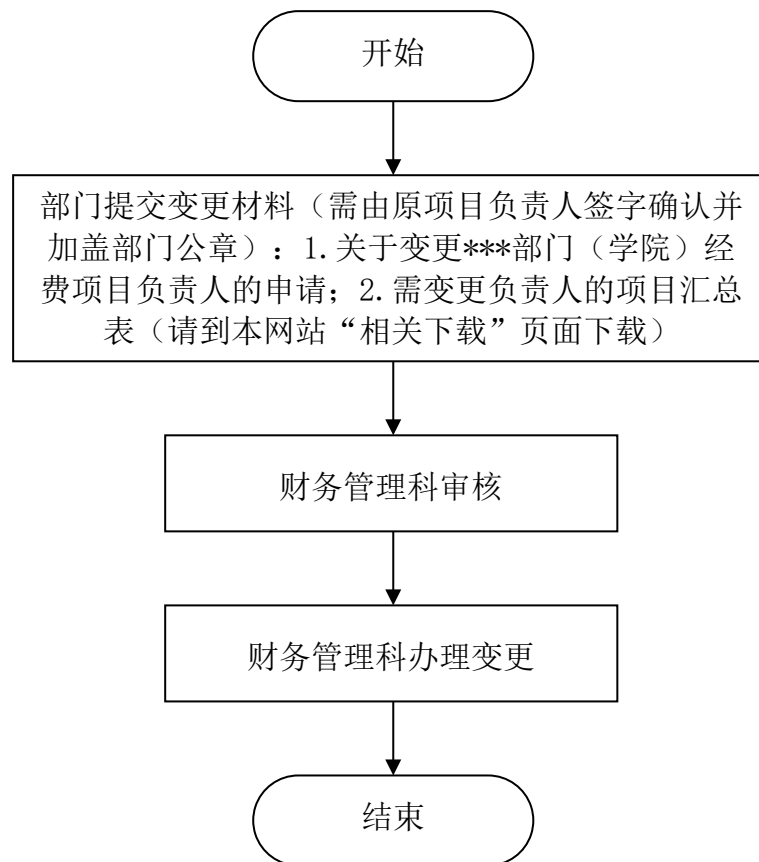 开始
部门提交变更材料（需由原项目负责人签字确认并
加盖部门公章）：1.关于变更***部门（学院）经
费项目负责人的申请；2.需变更负责人的项目汇总
表（请到本网站“相关下载”页面下载）
财务管理科审核
财务管理科办理变更
结束